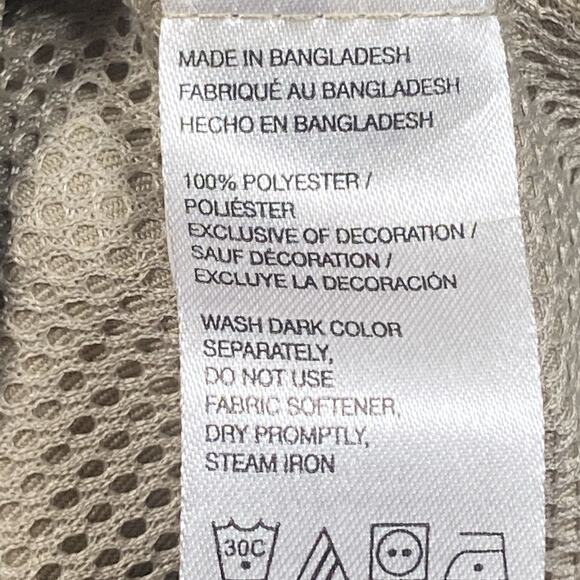 MADE IN BANGLADESH
FABRIQUÉ AU BANGLADESH
HECHO EN BANGLADESH
100% POLYESTER /
POLIÉSTER
EXCLUSIVE OF DECORATION /
SAUF DÉCORATION /
EXCLUYE LA DECORACIÓN
WASH DARK COLOR
SEPARATELY,
DO NOT USE
FABRIC SOFTENER,
DRY PROMPTLY,
STEAM IRON
30C